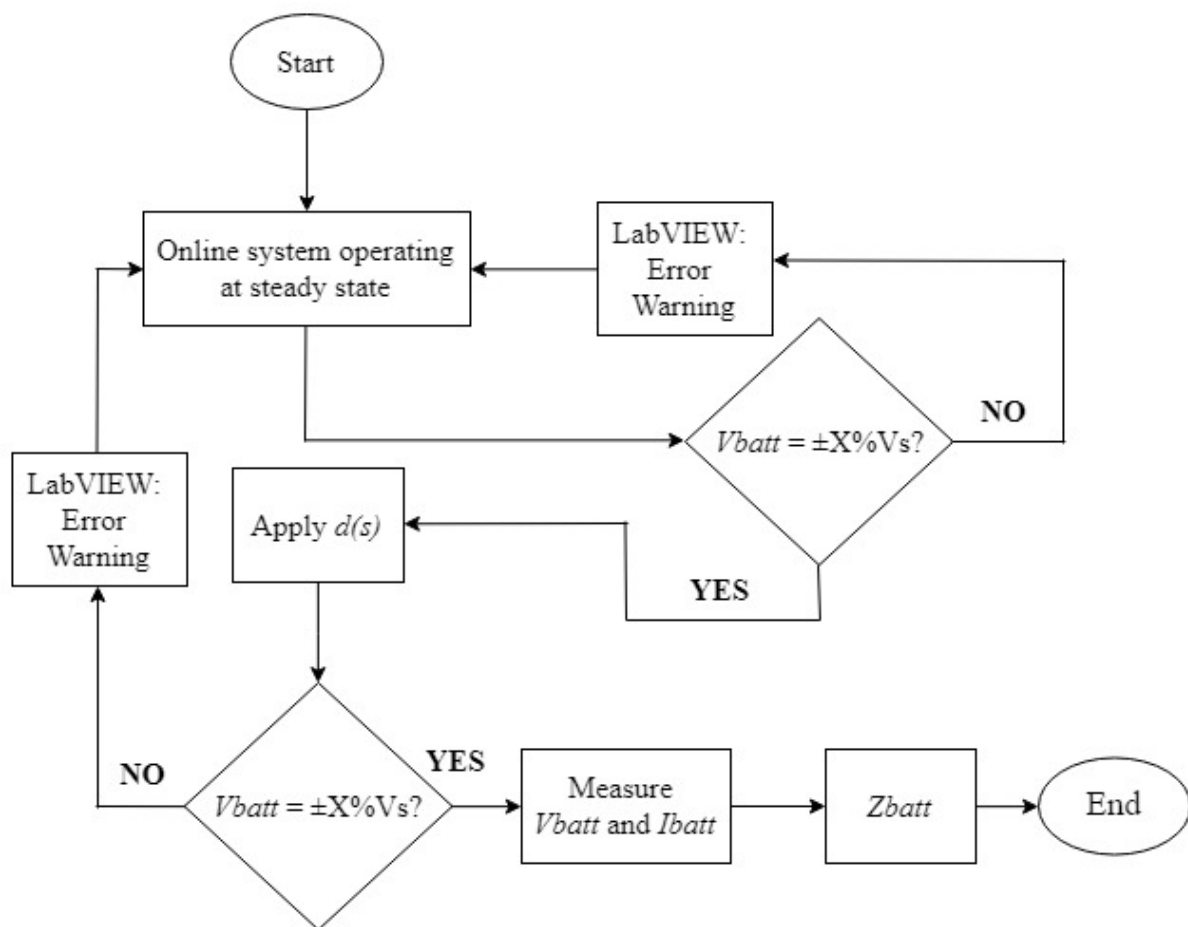 Start
Online system operating
at steady state
LabVIEW:
Error
Warning
Vbatt = ±X%Vs?
NO
LabVIEW:
Error
Warning
Apply d(s)
YES
NO
Vbatt = ±X%Vs?
YES
Measure
Vbatt and Ibatt
Zbatt
End